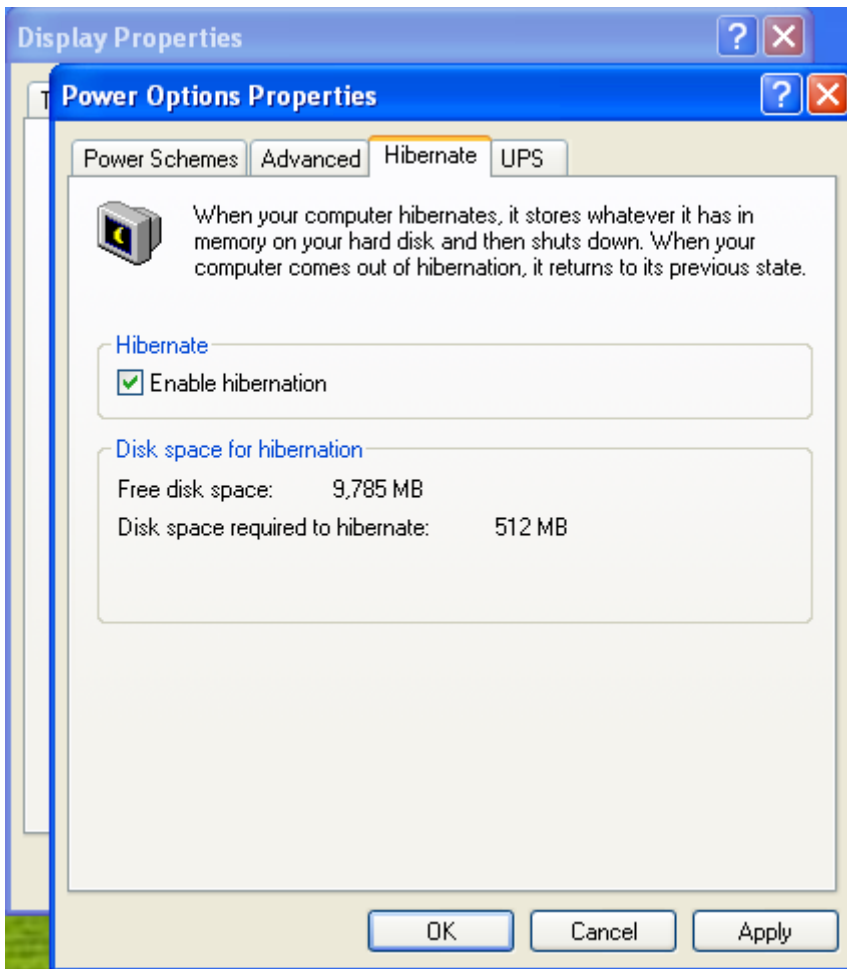 Display Properties
Power Options Properties
Power Schemes Advanced Hibernate UPS
When your computer hibernates, it stores whatever it has in
memory on your hard disk and then shuts down. When your
computer comes out of hibernation, it returns to its previous state.
Hibernate
Enable hibernation
Disk space for hibernation
Free disk space: 9,785 MB
Disk space required to hibernate: 512 MB
OK Cancel Apply